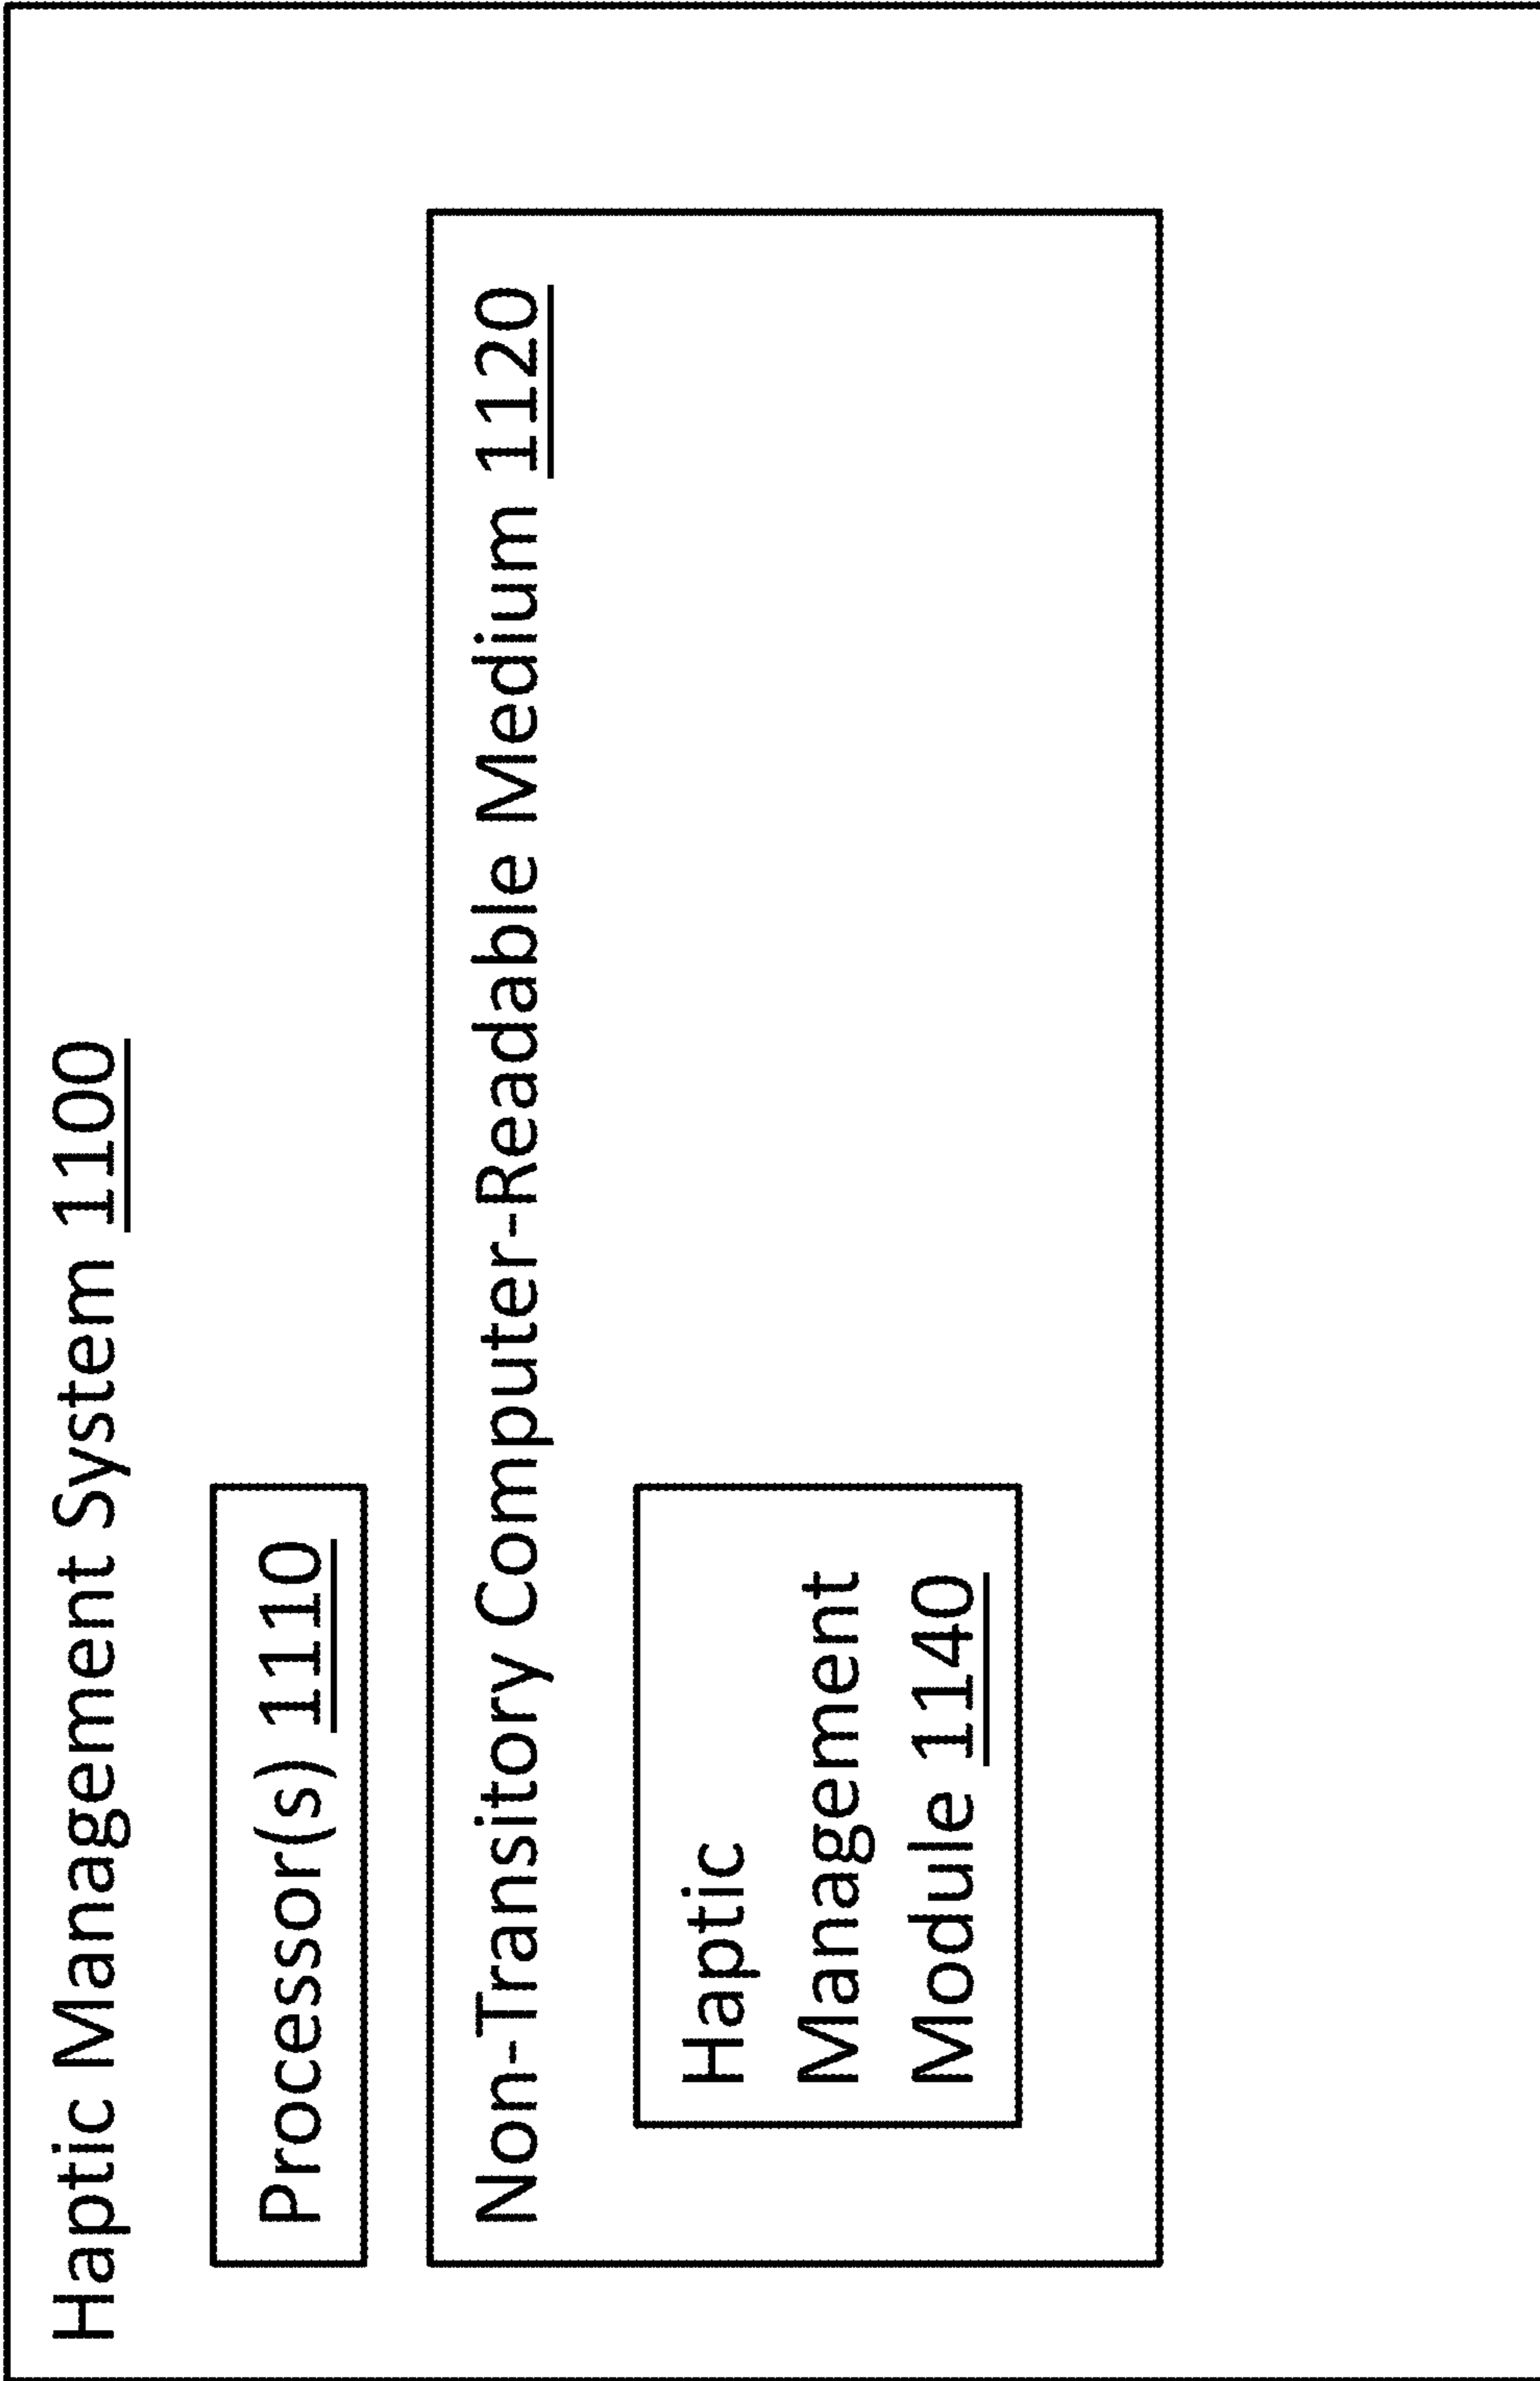 Haptic Management System 1100
Processor(s) 1110
Non-Transitory Computer-Readable Medium 1120
Haptic
Management
Module 1140